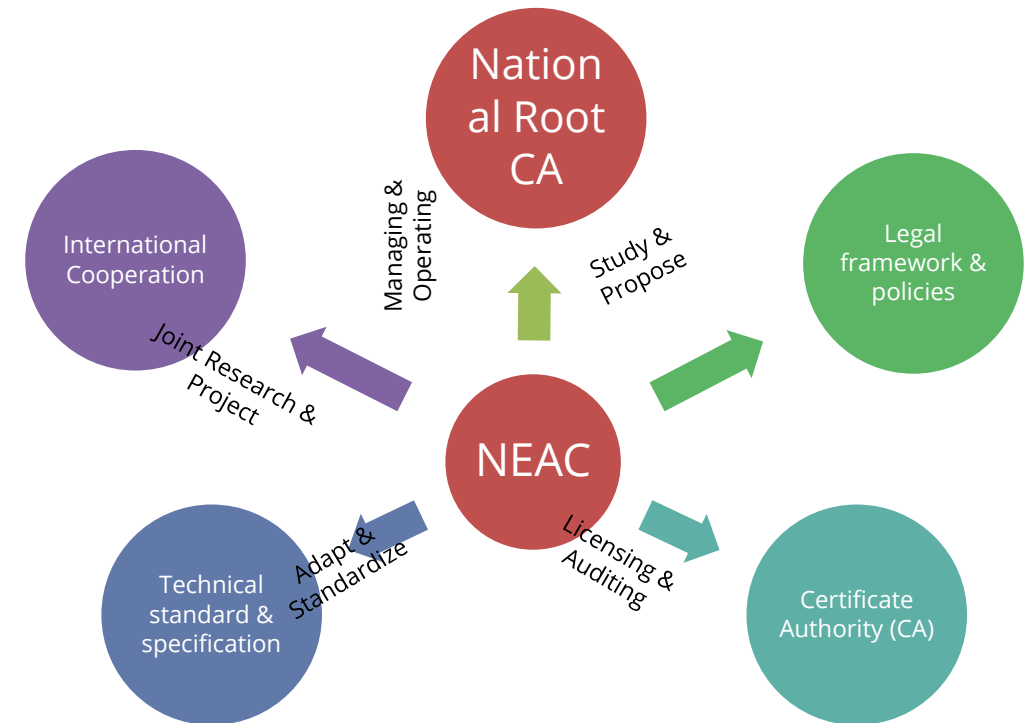 Nation
al Root
CA
Managing &
Operating
Study &
Propose
International
Cooperation
Legal
framework &
policies
Joint Research &
Project
NEAC
Adapt &
Standardize
Licensing &
Auditing
Technical
standard &
specification
Certificate
Authority (CA)